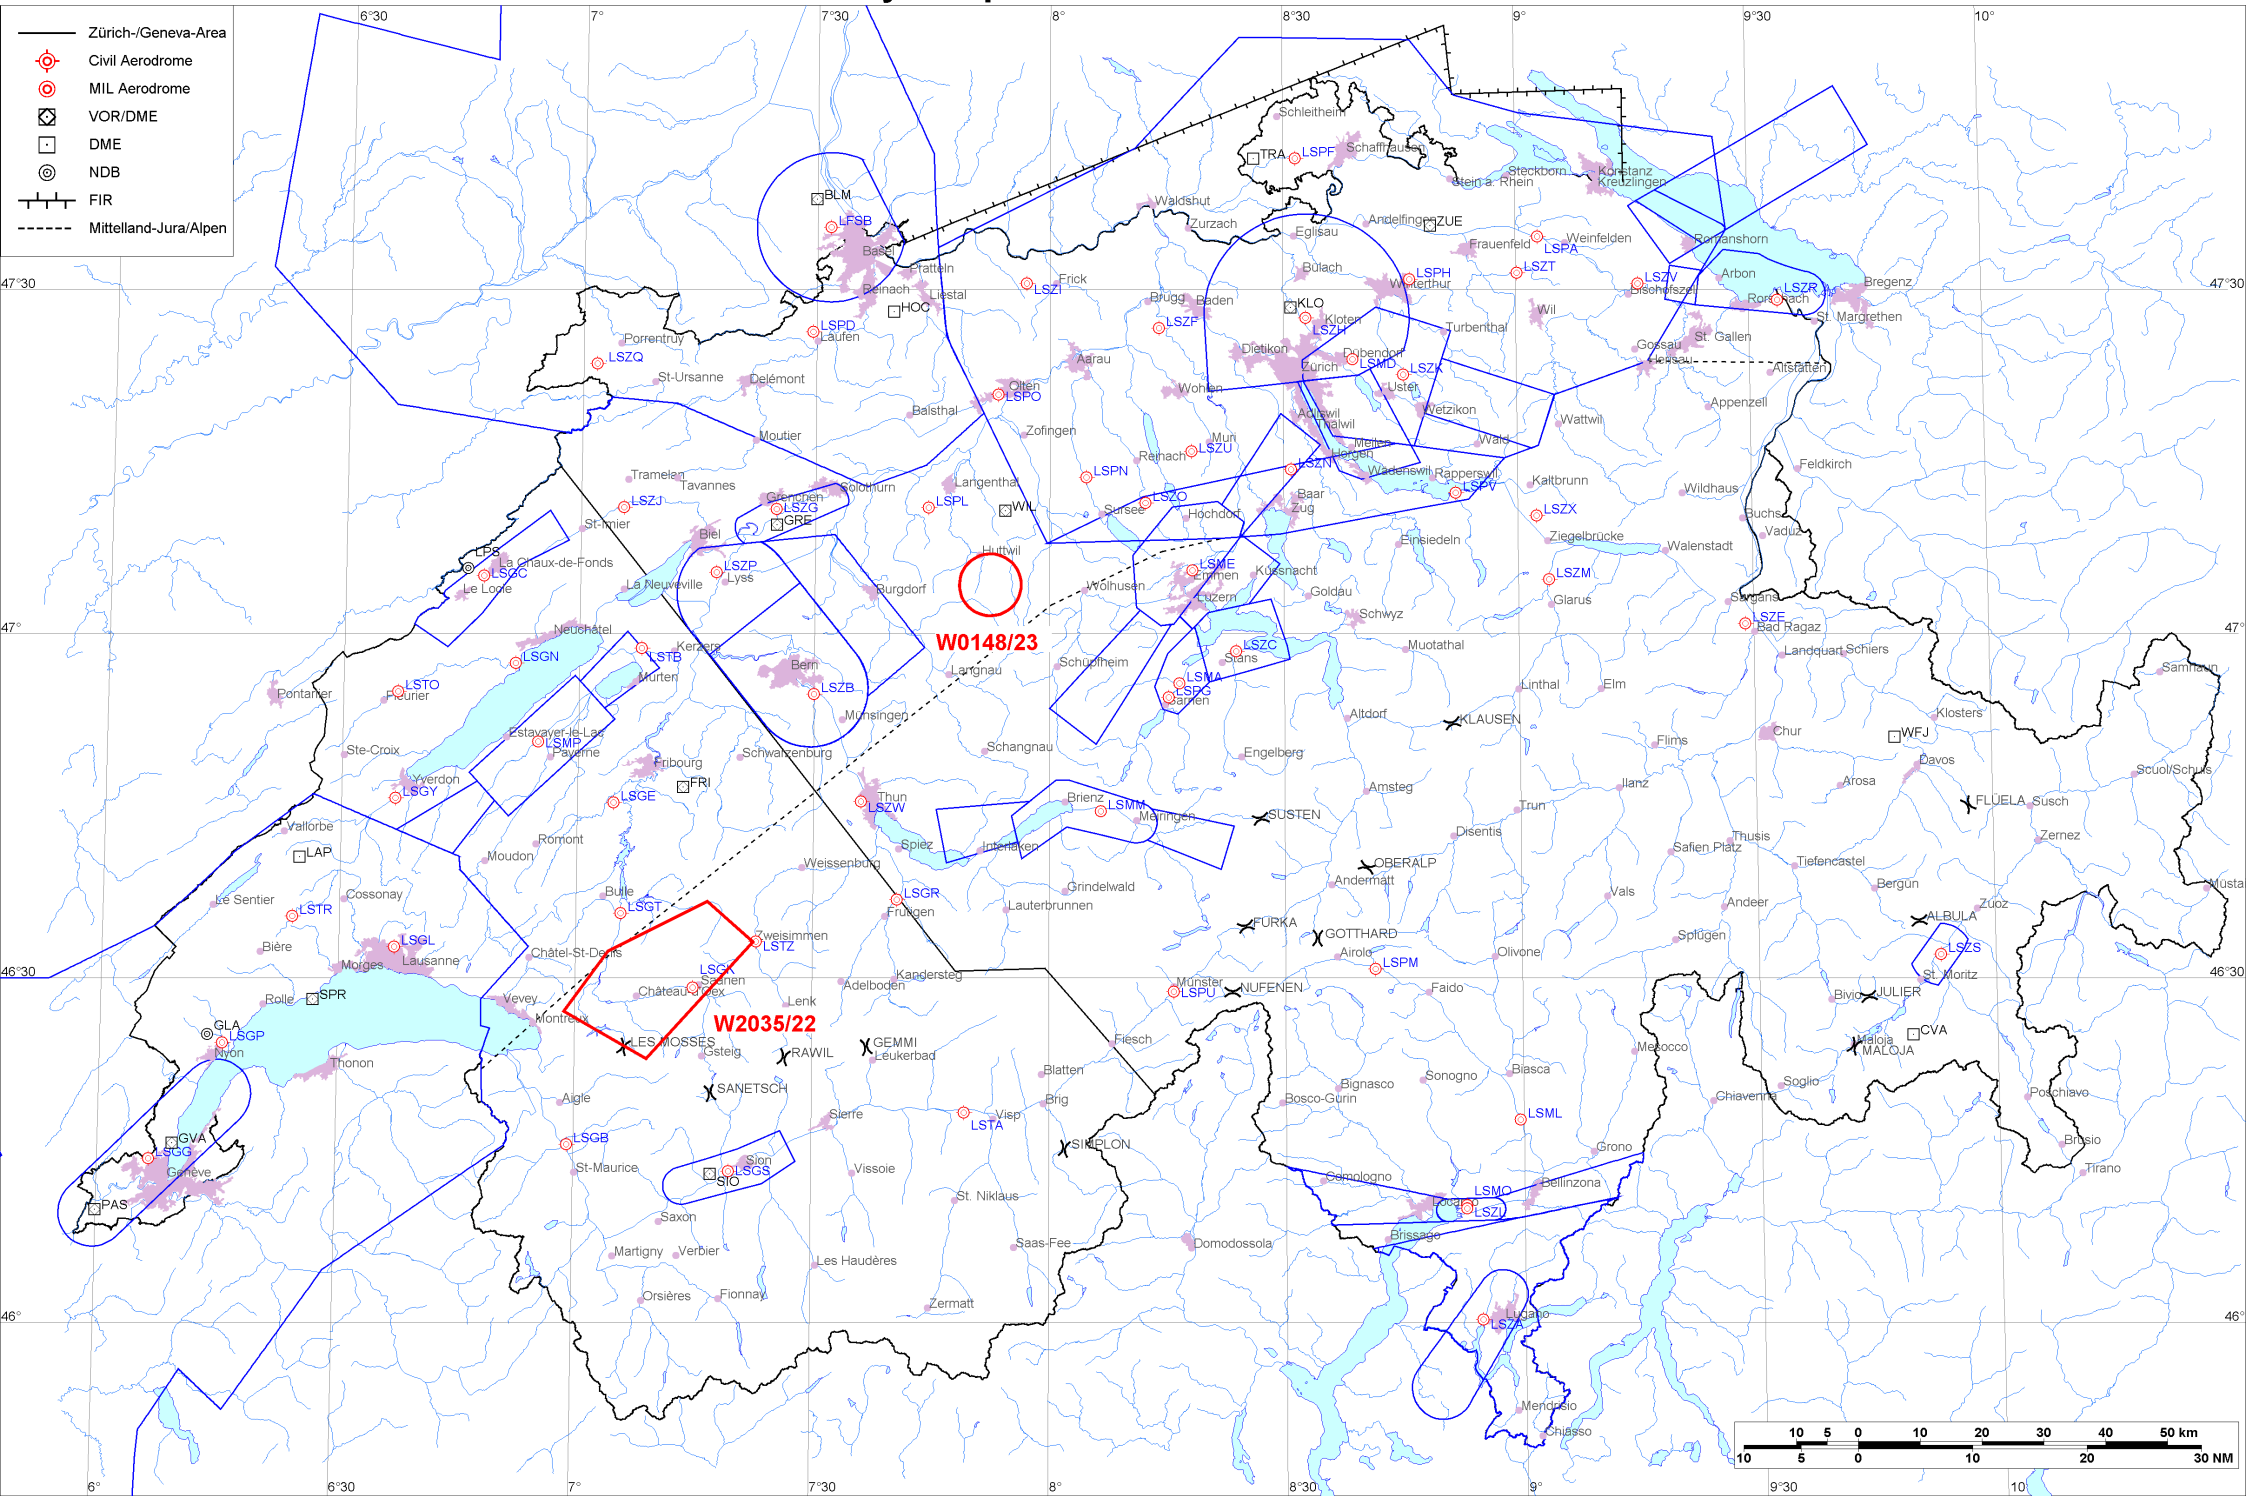 6°30
7°
7°30
8°
8°30
9°
9°30
10°
Zürich-/Geneva-Area
Civil Aerodrome
MIL Aerodrome
VOR/DME
DME
NDB
FIR
Mittelland-Jura/Alpen
Schleitheim
TRA
LSPF
Schaffhausen
Stein a. Rhein
Steckborn
Konstanz
Kreuzlingen
BLM
LFSB
Basel
Waldshut
Zurzach
Eglisau
Andelfingen
ZUE
Frauenfeld
LSPA
Weinfelden
Romanshorn
Pratteln
Reinach
Liestal
HOC
LSZI
Frick
Bülach
LSPH
Winterthur
LSZT
LSZV
Bischofszell
Arbon
LSZR
Rorschach
Bregenz
47°30
47°30
LSPD
Laufen
Brugg
Baden
LSZF
KLO
Kloten
LSZH
Turbenthal
Wil
St. Margrethen
Porrentruy
LSZQ
St-Ursanne
Delémont
Aarau
Dietikon
Zürich
Dübendorf
LSMD
LSZK
Uster
Gossau
Herisau
St. Gallen
Altstätten
Olten
LSPO
Balsthal
Wohlen
Adliswil
Thalwil
Wetzikon
Appenzell
Wattwil
Moutier
Zofingen
Muri
LSZU
Reinach
Horgen
Meilen
Wald
Tramelan
Tavannes
LSPN
LSZN
Wädenswil
Rapperswil
LSPV
Kaltbrunn
Feldkirch
Wildhaus
LSZJ
Grenchen
Solothurn
LSZG
GRE
Langenthal
LSPL
WIL
LSZO
Sursee
Hochdorf
Baar
Zug
LSZX
Buchs
Vaduz
St-Imier
Biel
LPS
La Chaux-de-Fonds
LSGC
Le Locle
Huttwil
Einsiedeln
Ziegelbrücke
Walenstadt
La Neuveville
LSZP
Lyss
Burgdorf
Wolhusen
LSME
Emmen
Luzern
Küssnacht
Goldau
Schwyz
LSZM
Glarus
Sargans
LSZE
Bad Ragaz
47°
47°
W0148/23
Neuchâtel
LSGN
LSTB
Kerzers
Murten
Bern
LSZB
Langnau
Schüpfheim
LSZC
Stans
LSMA
LSPG
Sarnen
Muotathal
Landquart
Schiers
Samnaun
LSTO
Fleurier
Pontarlier
Münsingen
Linthal
Elm
Altdorf
KLAUSEN
Klosters
WFJ
Ste-Croix
Estavayer-le-Lac
LSMP
Payerne
Schwarzenburg
Schangnau
Engelberg
Flims
Chur
Davos
Scuol/Schuls
Yverdon
LSGY
Fribourg
FRI
LSGE
Thun
LSZW
Brienz
LSMM
Meiringen
SUSTEN
Amsteg
Trun
Ilanz
Arosa
FLÜELA
Susch
Vallorbe
LAP
Moudon
Romont
Weissenburg
Spiez
Interlaken
Disentis
Safien Platz
Thusis
Tiefencastel
Zernez
Le Sentier
Cossonay
LSTR
Bulle
LSGT
LSGR
Frutigen
Grindelwald
Lauterbrunnen
OBERALP
Andermatt
FURKA
GOTTHARD
Vals
Andeer
Bergün
ALBULA
Zuoz
Müstair
Bière
LSGL
Lausanne
Morges
Châtel-St-Denis
Zweisimmen
LSTZ
Airolo
LSPM
Olivone
Splügen
LSZS
St. Moritz
46°30
46°30
Rolle
SPR
Vevey
Montreux
LSGK
Saanen
Château-d'Oex
Lenk
Adelboden
Kandersteg
Münster
LSPU
NUFENEN
Faido
Bivio
JULIER
W2035/22
GLA
LSGP
Nyon
Thonon
LES MOSSES
Gsteig
RAWIL
GEMMI
Leukerbad
Fiesch
Mesocco
Maloja
MALOJA
CVA
SANETSCH
Aigle
Blatten
Brig
Bignasco
Sonogno
Biasca
Soglio
Chiavenna
Poschiavo
Bosco-Gurin
GVA
LSGG
Genève
PAS
LSGB
St-Maurice
Sierre
LSTA
Visp
SIMPLON
LSML
Grono
Brusio
Tirano
Sion
LSGS
SIO
Vissoie
St. Niklaus
Comologno
LSMO
Locarno
LSZL
Bellinzona
Saxon
Martigny
Verbier
Les Haudères
Saas-Fee
Domodossola
Brissago
Orsières
Fionnay
Zermatt
46°
46°
Lugano
LSZA
Mendrisio
Chiasso
10 5 0 10 20 30 40 50 km
10 5 0 10 20 30 NM
6°
6°30
7°
7°30
8°
8°30
9°
9°30
10°